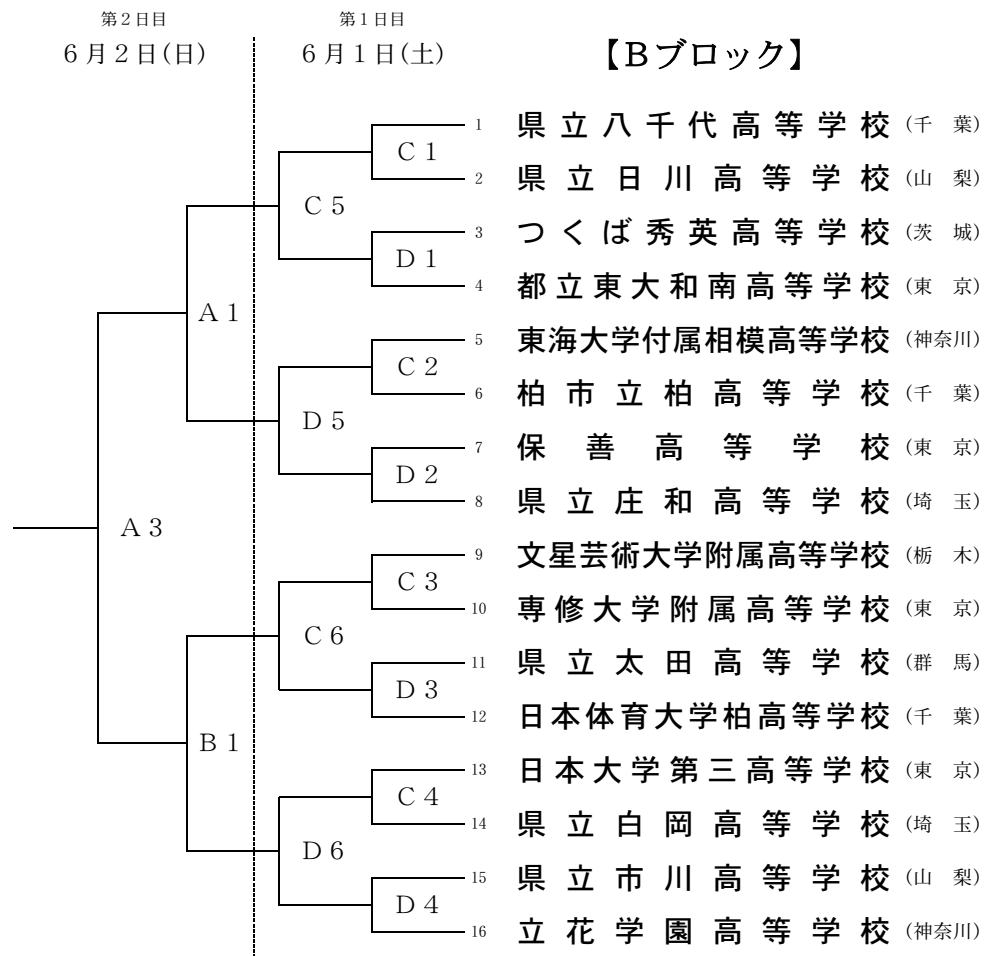 第２日目 第１日目
６月２日(日) ６月１日(土) 【Ｂブロック】
1 県立八千代高等学校 (千　葉)
Ｃ１
2 県立日川高等学校 (山　梨)
Ｃ５
3 つくば秀英高等学校 (茨　城)
Ｄ１
4 都立東大和南高等学校 (東　京)
Ａ１
5 東海大学付属相模高等学校 (神奈川)
Ｃ２
6 柏市立柏高等学校 (千　葉)
Ｄ５
7 保善高等学校 (東　京)
Ｄ２
8 県立庄和高等学校 (埼　玉)
Ａ３
9 文星芸術大学附属高等学校 (栃　木)
Ｃ３
10 専修大学附属高等学校 (東　京)
Ｃ６
11 県立太田高等学校 (群　馬)
Ｄ３
12 日本体育大学柏高等学校 (千　葉)
Ｂ１
13 日本大学第三高等学校 (東　京)
Ｃ４
14 県立白岡高等学校 (埼　玉)
Ｄ６
15 県立市川高等学校 (山　梨)
Ｄ４
16 立花学園高等学校 (神奈川)